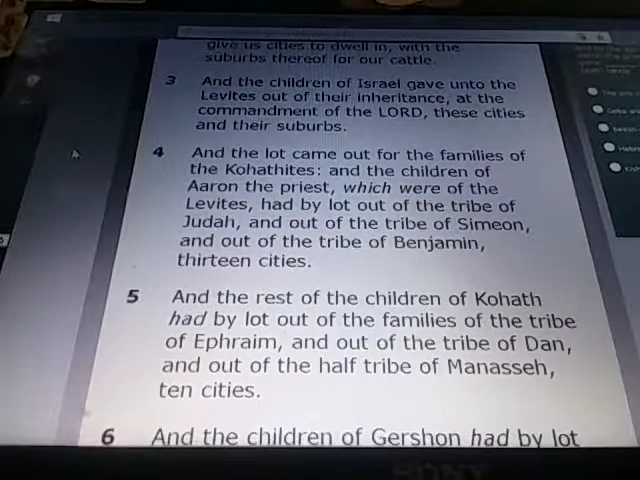 give us cities to dwell in, with the
suburbs thereof for our cattle.
3 And the children of Israel gave unto the
Levites out of their inheritance, at the
commandment of the LORD, these cities
and their suburbs.
4 And the lot came out for the families of
the Kohathites: and the children of
Aaron the priest, which were of the
Levites, had by lot out of the tribe of
Judah, and out of the tribe of Simeon,
and out of the tribe of Benjamin,
thirteen cities.
5 And the rest of the children of Kohath
had by lot out of the families of the tribe
of Ephraim, and out of the tribe of Dan,
and out of the half tribe of Manasseh,
ten cities.
6 And the children of Gershon had by lot
SONY